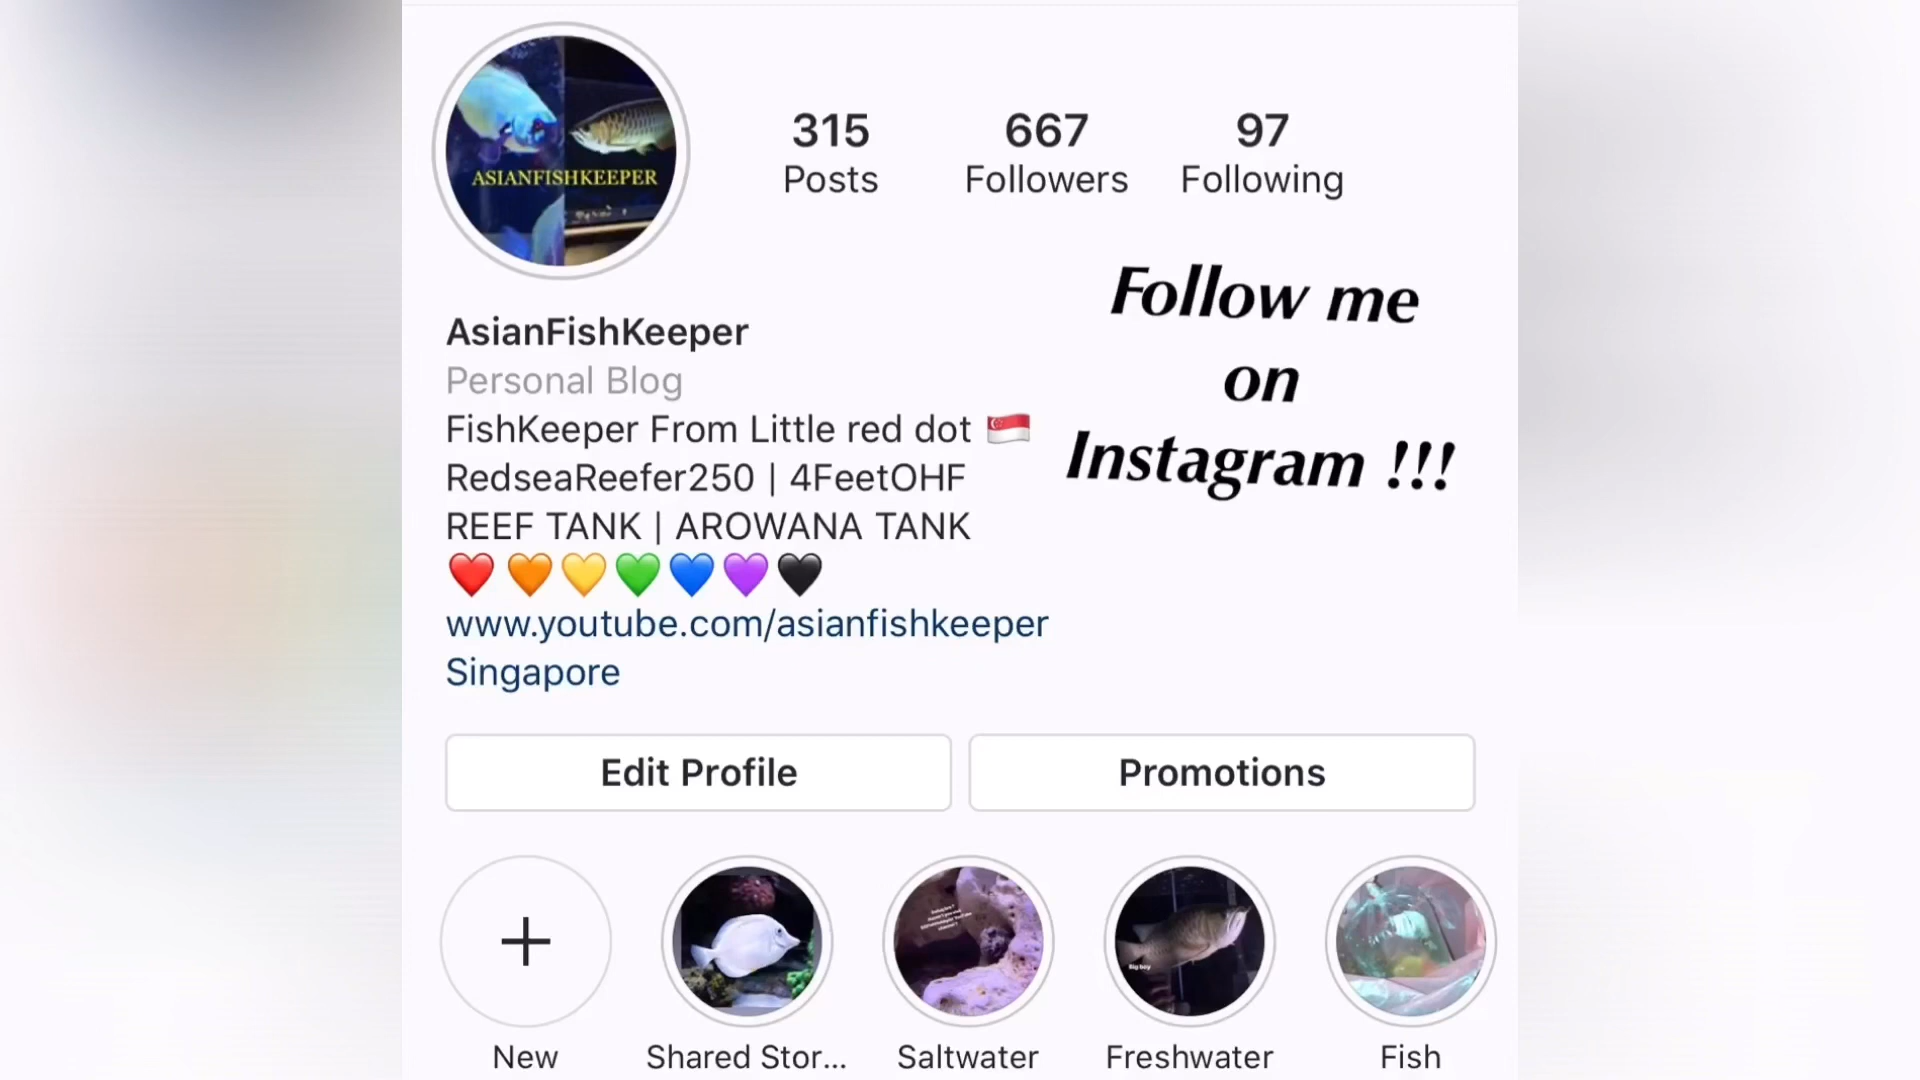 ASIANFISHKEEPER
315
Posts
667
Followers
97
Following
Follow me
on
Instagram !!!
AsianFishKeeper
Personal Blog
FishKeeper From Little red dot 🇸🇬
RedseaReefer250 | 4FeetOHF
REEF TANK | AROWANA TANK
❤️ 🧡 💛 💚 💙 💜 🖤
www.youtube.com/asianfishkeeper
Singapore
Edit Profile
Promotions
Big boy
New
Shared Stor...
Saltwater
Freshwater
Fish